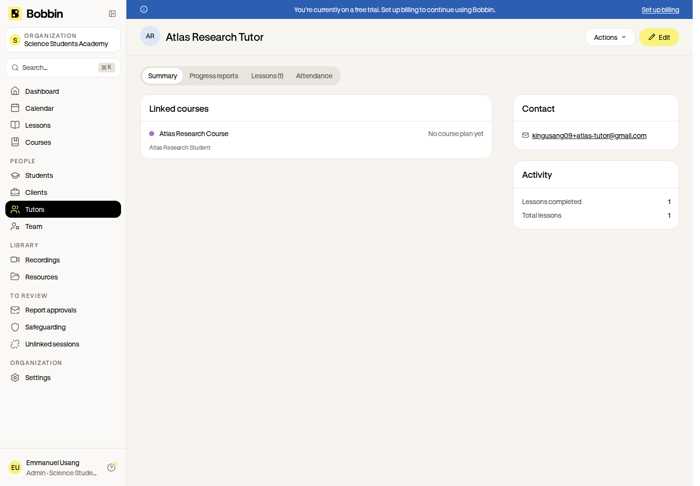 Bobbin
You're currently on a free trial. Set up billing to continue using Bobbin.
Set up billing
S
ORGANIZATION
Science Students Academy
Search...
⌘ K
Dashboard
Calendar
Lessons
Courses
PEOPLE
Students
Clients
Tutors
Team
LIBRARY
Recordings
Resources
TO REVIEW
Report approvals
Safeguarding
Unlinked sessions
ORGANIZATION
Settings
EU
Emmanuel Usang
Admin · Science Stude...
AR
Atlas Research Tutor
Actions
Edit
Summary
Progress reports
Lessons (1)
Attendance
Linked courses
Atlas Research Course
No course plan yet
Atlas Research Student
Contact
kingusang09+atlas-tutor@gmail.com
Activity
Lessons completed
1
Total lessons
1